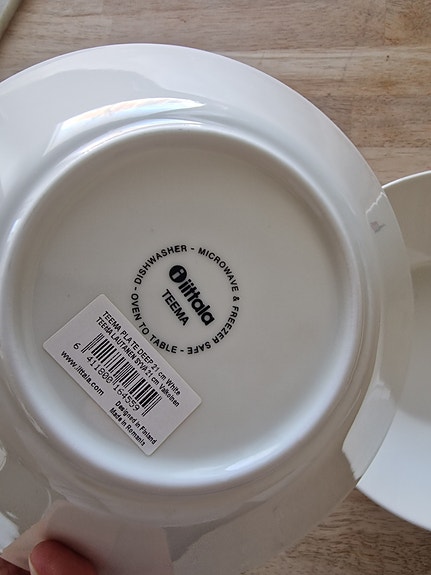 DISHWASHER - MICROWAVE & FREEZER SAFE - OVEN TO TABLE -
iittala
TEEMA
TEEMA PLATE DEEP 21 cm White
TEEMA LAUTANEN SYVÄ 21 cm Valkoinen
6 411800 164559
www.iittala.com
Designed in Finland
Made in Romania